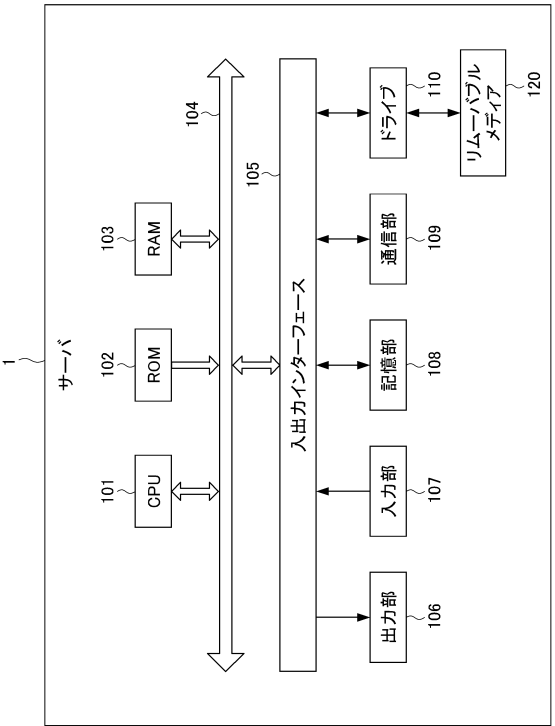 1
サーバ
101
CPU
102
ROM
103
RAM
104
105
入出力インターフェース
出力部
106
入力部
107
記憶部
108
通信部
109
ドライブ
110
リムーバブル
メディア
120